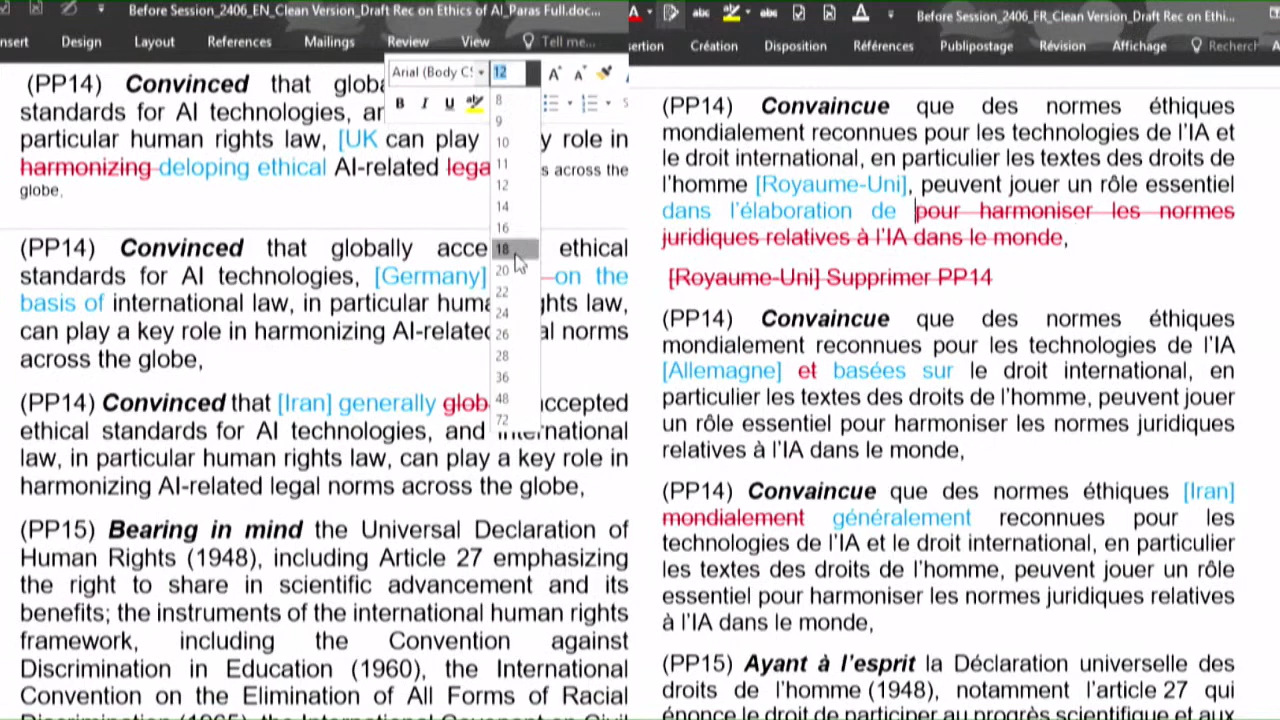 Before Session_2406_EN_Clean Version_Draft Rec on Ethics of AI_Paras Full.doc...
nsert Design Layout References Mailings Review View Tell me...
Arial (Body CS 12
B I U
8
9
10
11
12
14
16
18
20
22
24
26
28
36
48
72
(PP14) Convinced that globa
standards for AI technologies, an
particular human rights law, [UK can play y role in
harmonizing deloping ethical AI-related lega s across the
globe,
(PP14) Convinced that globally acce ethical
standards for AI technologies, [Germany] on the
basis of international law, in particular huma ghts law,
can play a key role in harmonizing AI-related al norms
across the globe,
(PP14) Convinced that [Iran] generally glob ccepted
ethical standards for AI technologies, and international
law, in particular human rights law, can play a key role in
harmonizing AI-related legal norms across the globe,
(PP15) Bearing in mind the Universal Declaration of
Human Rights (1948), including Article 27 emphasizing
the right to share in scientific advancement and its
benefits; the instruments of the international human rights
framework, including the Convention against
Discrimination in Education (1960), the International
Convention on the Elimination of All Forms of Racial
Before Session_2406_FR_Clean Version_Draft Rec on Ethi...
sertion Création Disposition Références Publipostage Révision Affichage Recherch
(PP14) Convaincue que des normes éthiques
mondialement reconnues pour les technologies de l’IA et
le droit international, en particulier les textes des droits de
l’homme [Royaume-Uni], peuvent jouer un rôle essentiel
dans l’élaboration de pour harmoniser les normes
juridiques relatives à l’IA dans le monde,
[Royaume-Uni] Supprimer PP14
(PP14) Convaincue que des normes éthiques
mondialement reconnues pour les technologies de l’IA
[Allemagne] et basées sur le droit international, en
particulier les textes des droits de l’homme, peuvent jouer
un rôle essentiel pour harmoniser les normes juridiques
relatives à l’IA dans le monde,
(PP14) Convaincue que des normes éthiques [Iran]
mondialement généralement reconnues pour les
technologies de l’IA et le droit international, en particulier
les textes des droits de l’homme, peuvent jouer un rôle
essentiel pour harmoniser les normes juridiques relatives
à l’IA dans le monde,
(PP15) Ayant à l’esprit la Déclaration universelle des
droits de l’homme (1948), notamment l’article 27 qui
énonce le droit de participer au progrès scientifique et aux